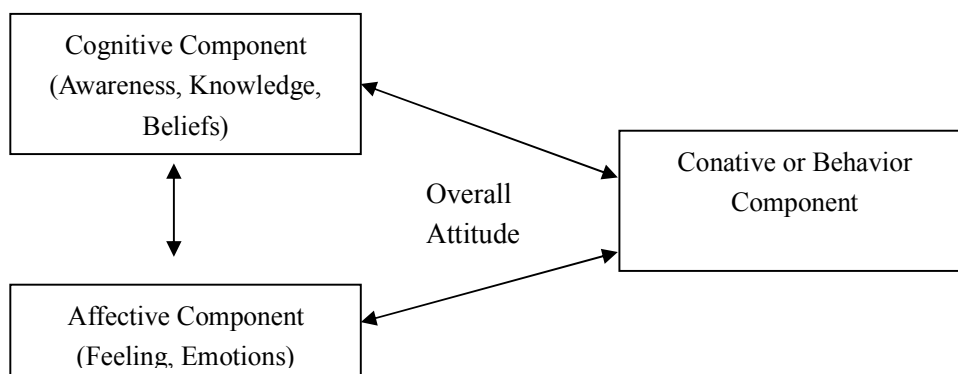 Cognitive Component
(Awareness, Knowledge,
Beliefs)
Conative or Behavior
Component
Overall
Attitude
Affective Component
(Feeling, Emotions)